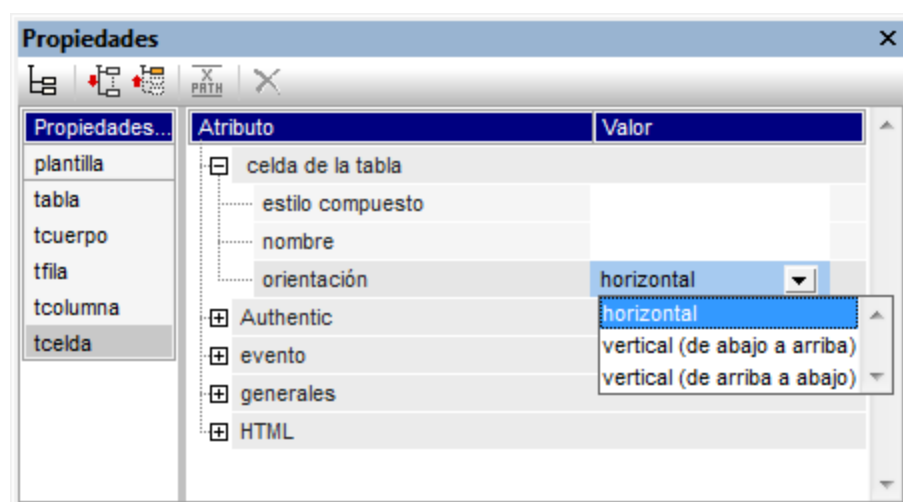 Propiedades
X
PATH
Propiedades... Atributo Valor
plantilla celda de la tabla
tabla estilo compuesto
tcuerpo nombre
tfila orientación horizontal
tcolumna Authentic horizontal
tcelda evento vertical (de abajo a arriba)
generales vertical (de arriba a abajo)
HTML